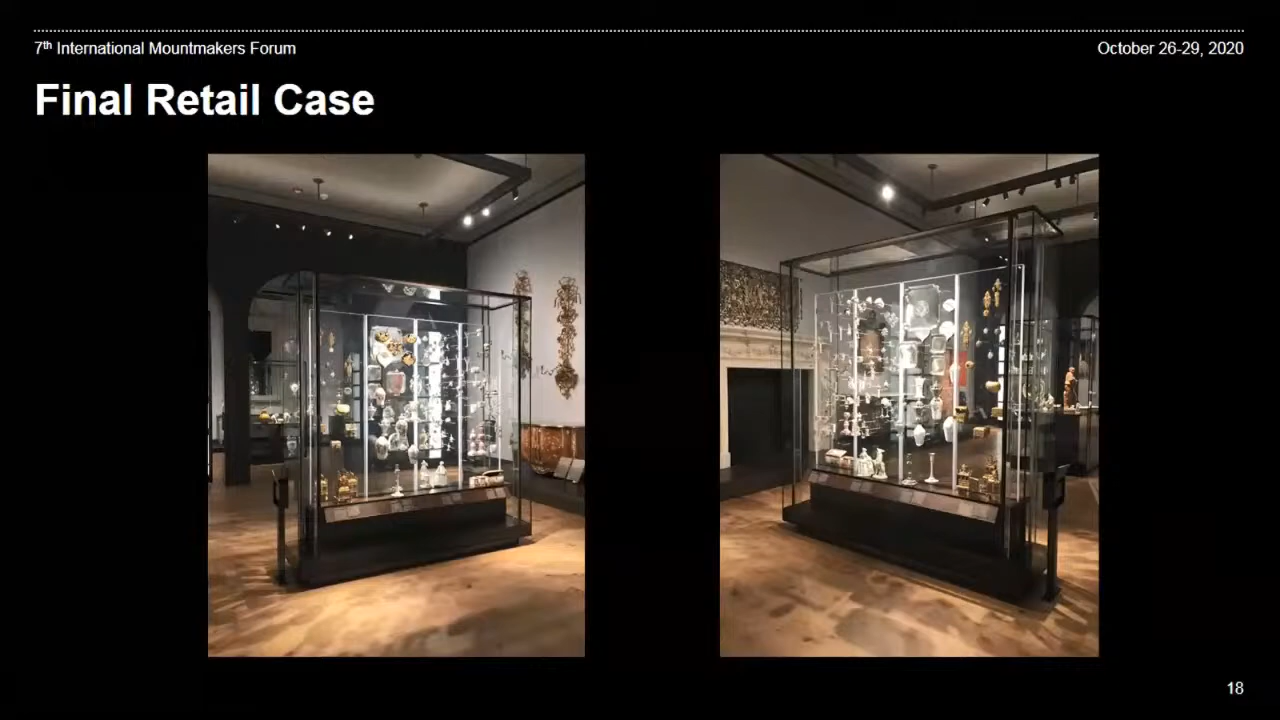 7th International Mountmakers Forum
October 26-29, 2020
Final Retail Case
18